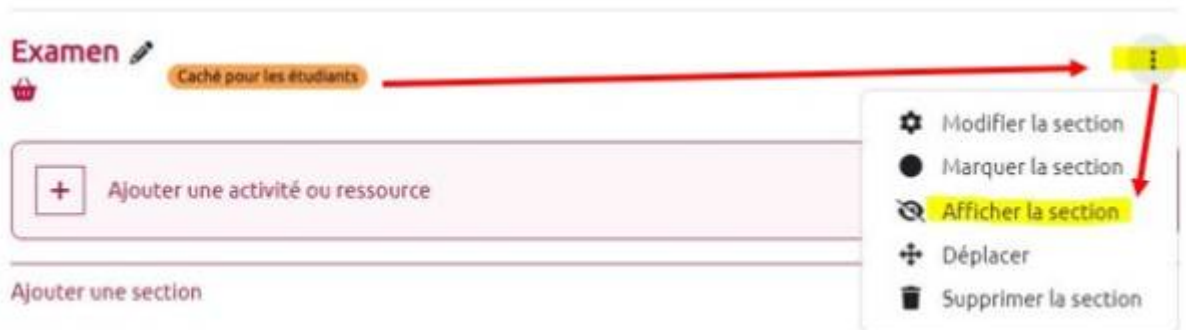 Examen
Caché pour les étudiants
Modifier la section
Marquer la section
Ajouter une activité ou ressource
Afficher la section
Déplacer
Ajouter une section
Supprimer la section